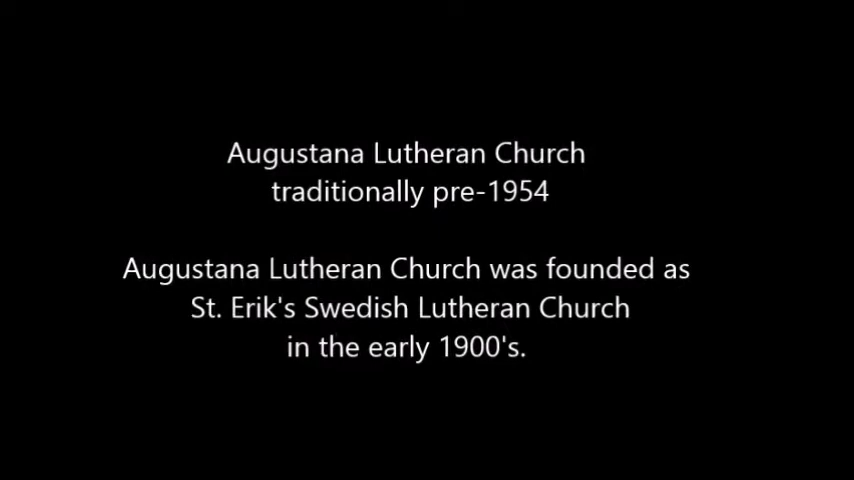 Augustana Lutheran Church
traditionally pre-1954
Augustana Lutheran Church was founded as
St. Erik's Swedish Lutheran Church
in the early 1900's.